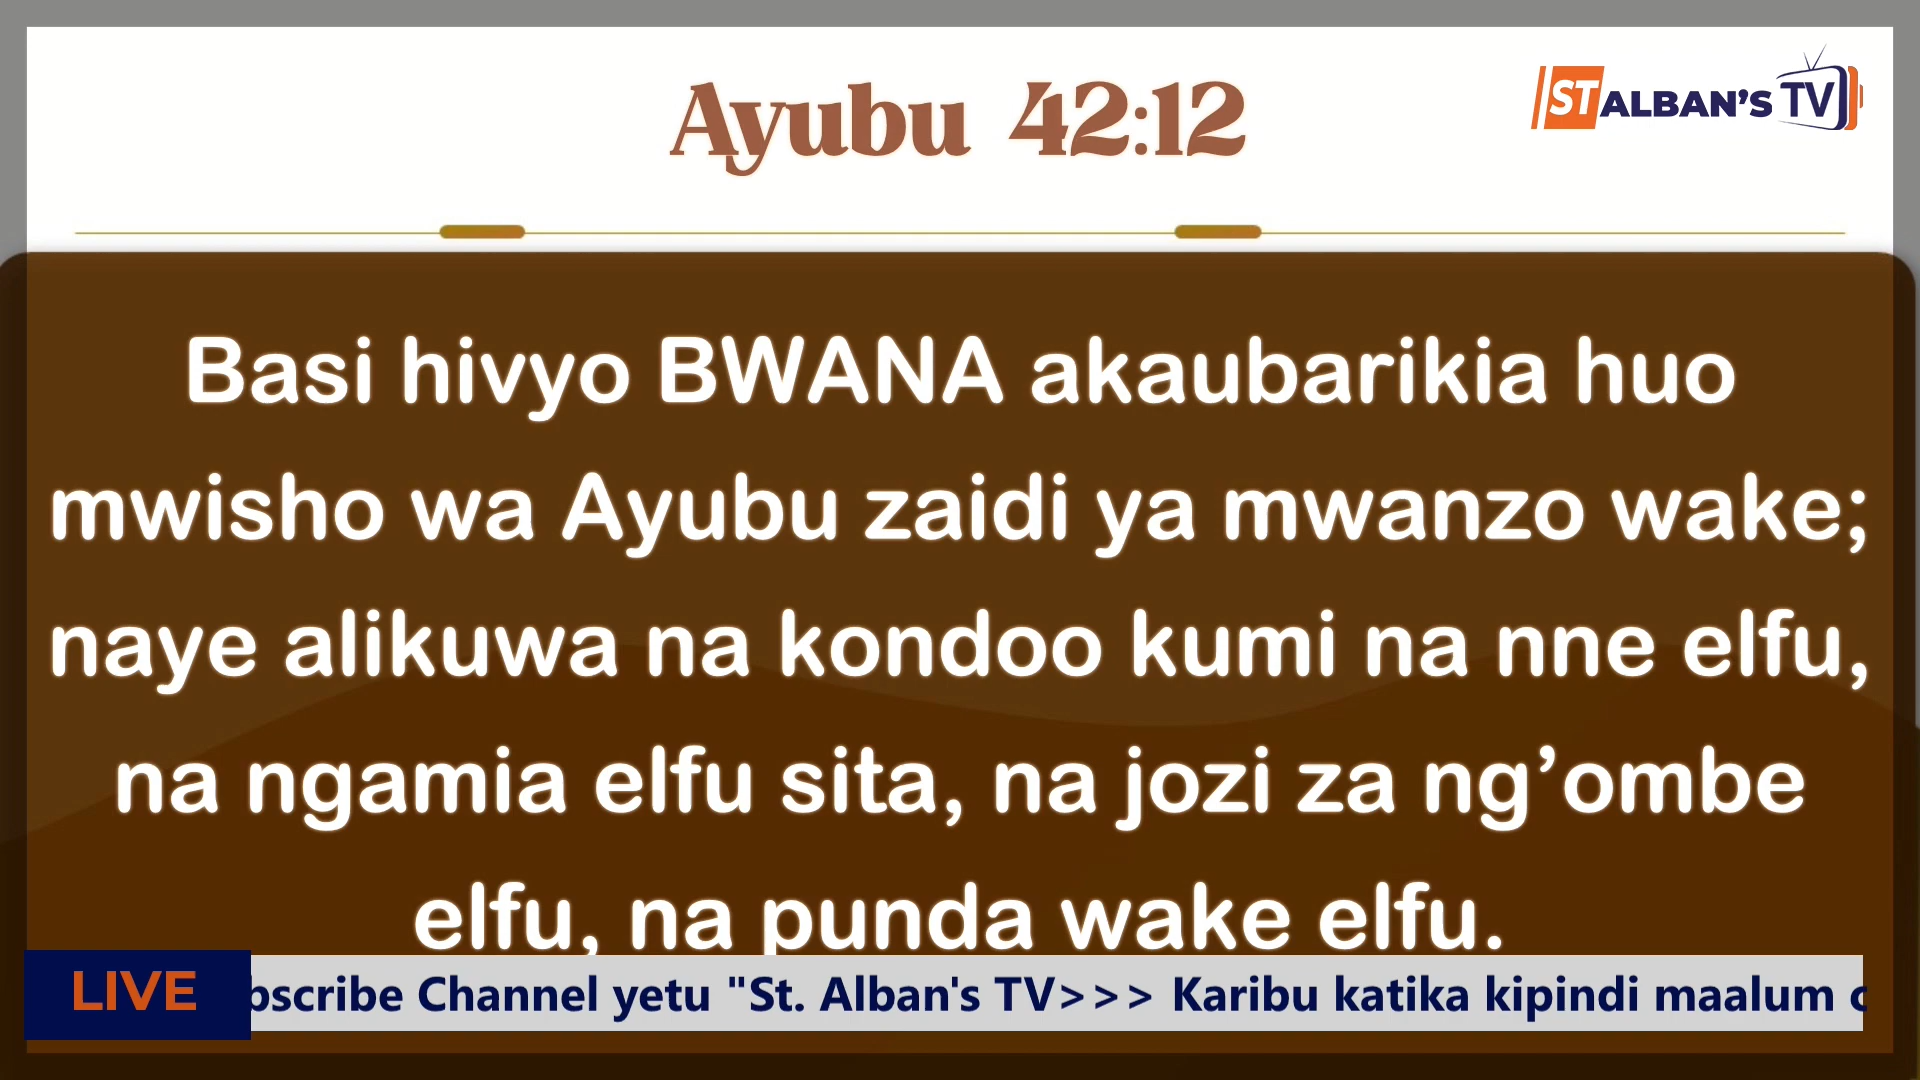 Ayubu 42:12
ST ALBAN'S TV
Basi hivyo BWANA akaubarikia huo
mwisho wa Ayubu zaidi ya mwanzo wake;
naye alikuwa na kondoo kumi na nne elfu,
na ngamia elfu sita, na jozi za ng’ombe
elfu, na punda wake elfu.
LIVE
Channel yetu "St. Alban's TV>>> Karibu katika kipindi maalum